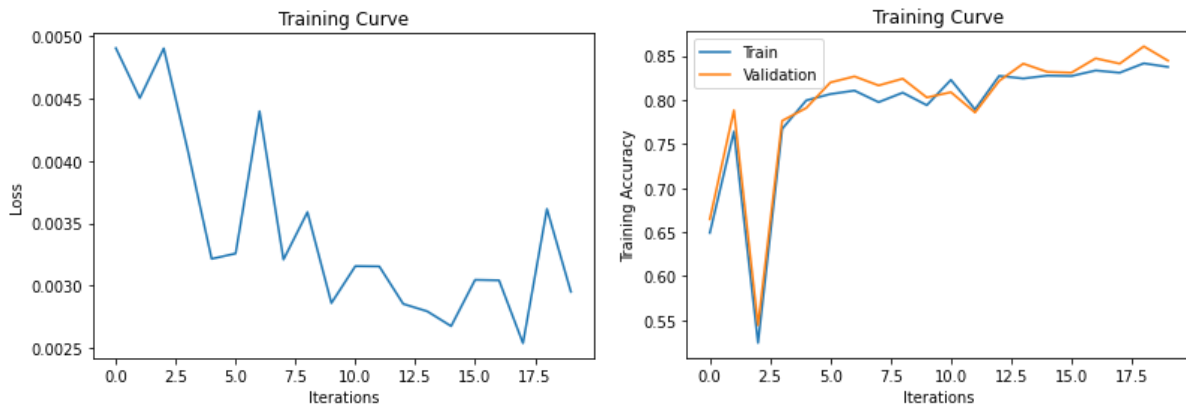 Training Curve
0.0050
0.0045
0.0040
0.0035
0.0030
0.0025
Loss
0.0 2.5 5.0 7.5 10.0 12.5 15.0 17.5
Iterations
Training Curve
Train
Validation
0.85
0.80
0.75
0.70
0.65
0.60
0.55
Training Accuracy
0.0 2.5 5.0 7.5 10.0 12.5 15.0 17.5
Iterations